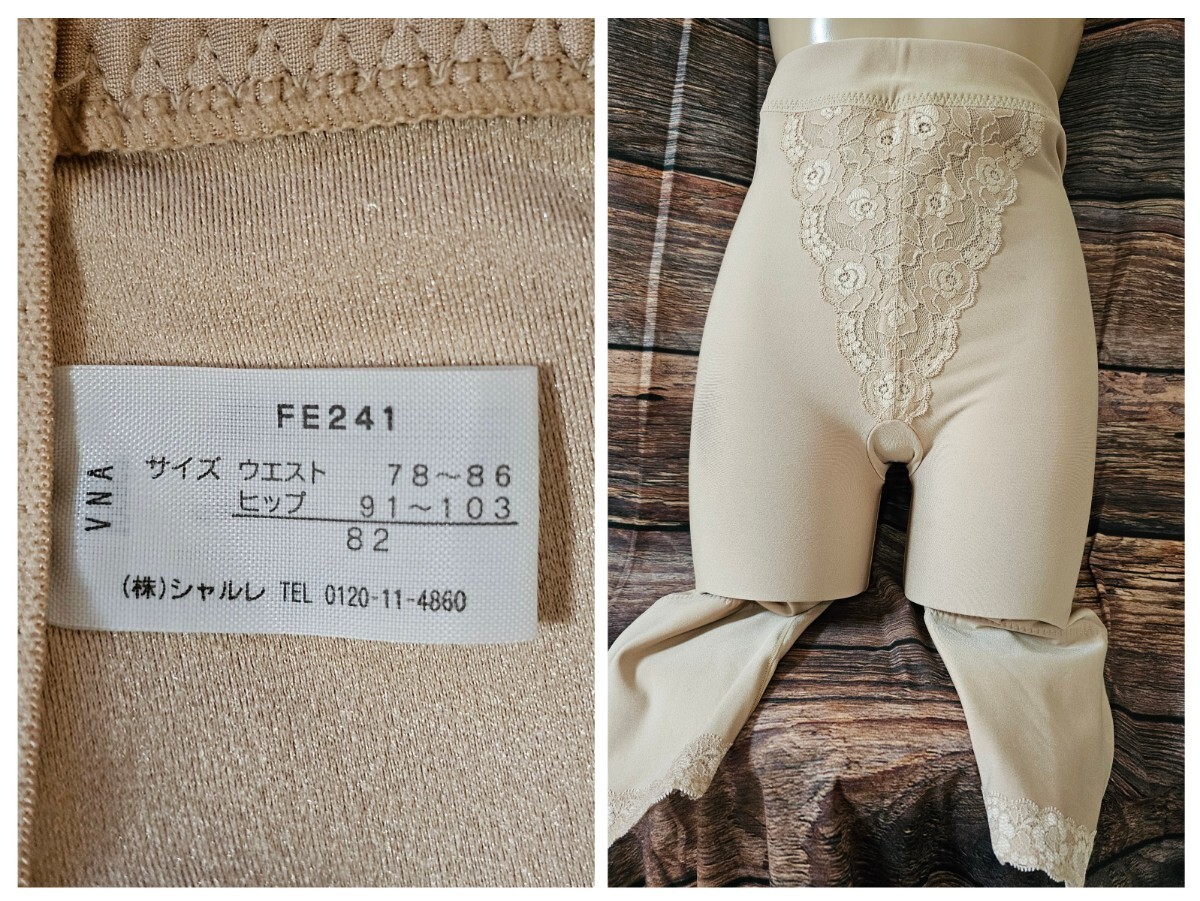 FE241
サイズ ウエスト 78～86
ヒップ 91～103
82
(株)シャルレ TEL 0120-11-4860
VNA